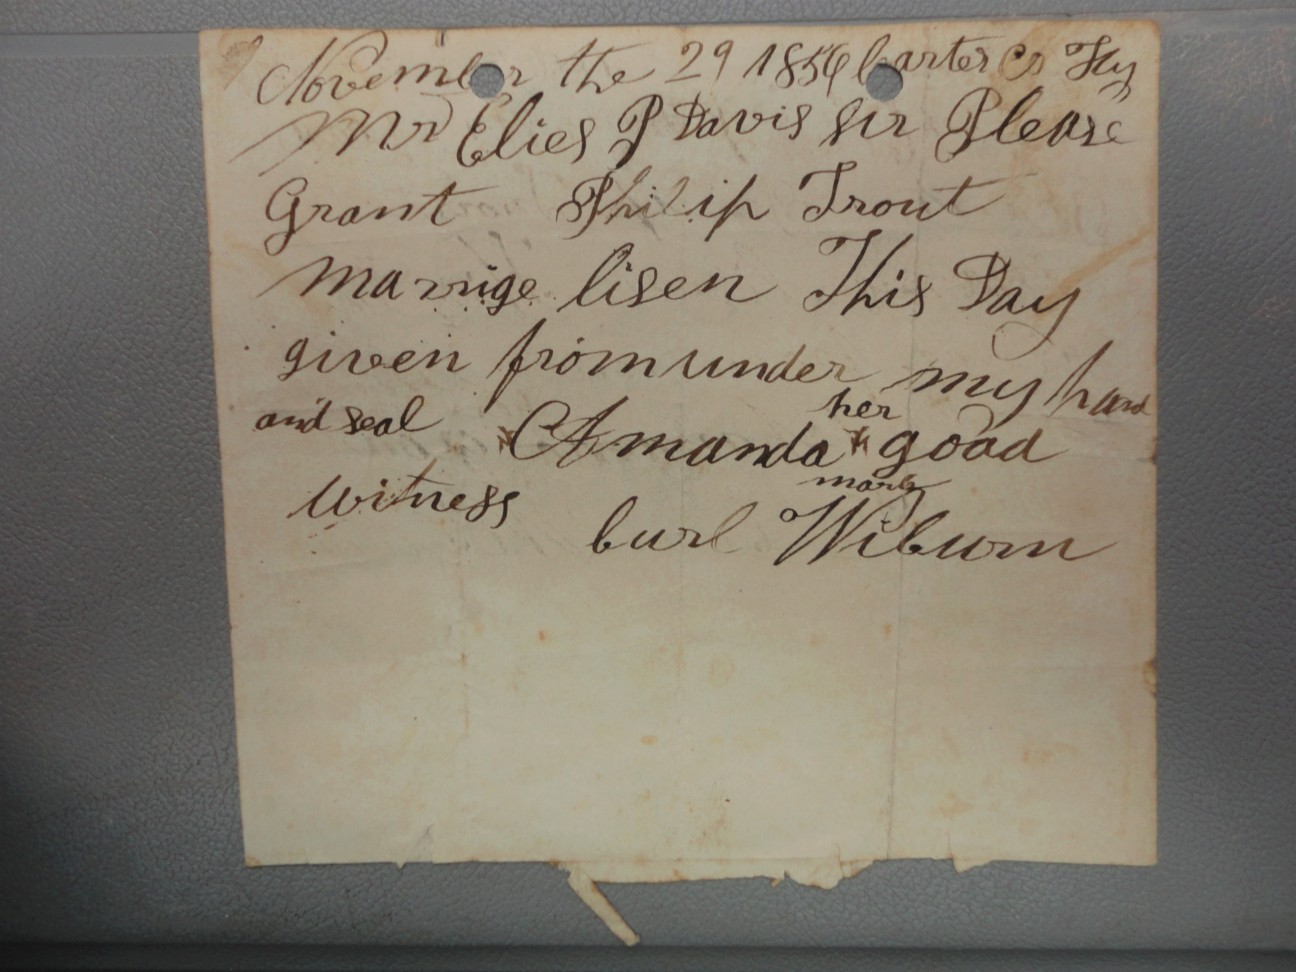 November the 29 1856 Carter Co Ky
Mr Elies P Davis sir Please
Grant Philip Trout
marrige lisen This Day
given from under my hand
and seal Amanda her x mark goad
witness
burl Wiburn